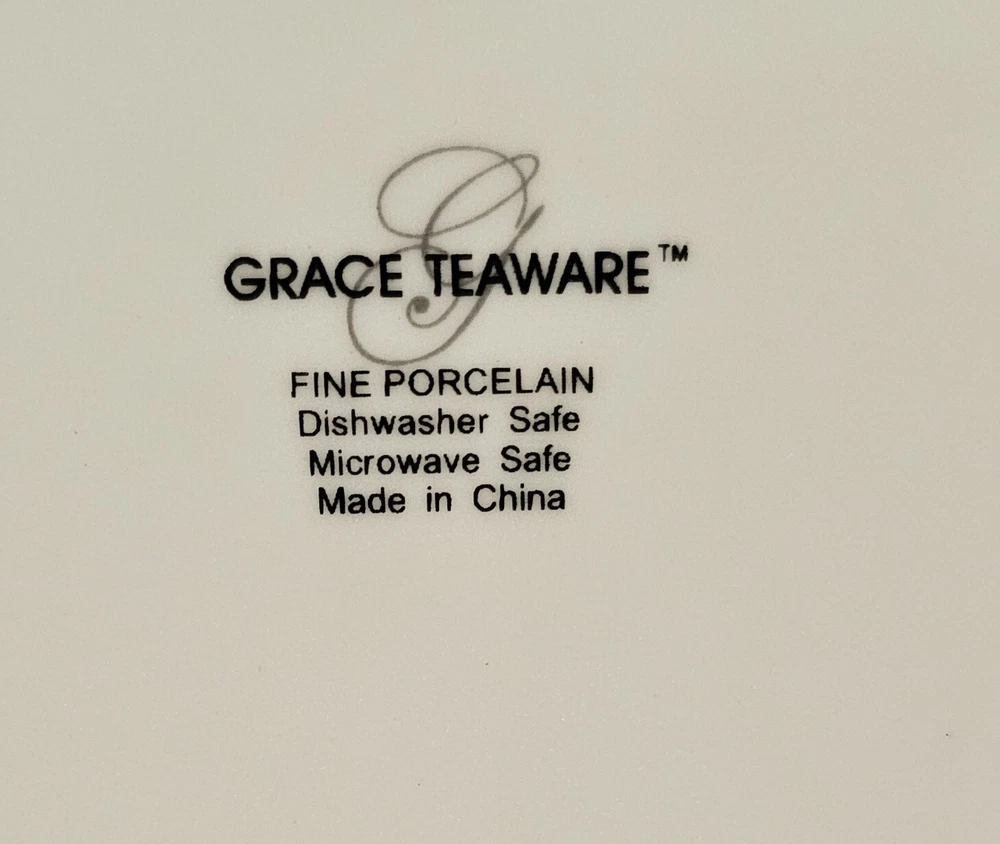 G
GRACE TEAWARE™
FINE PORCELAIN
Dishwasher Safe
Microwave Safe
Made in China